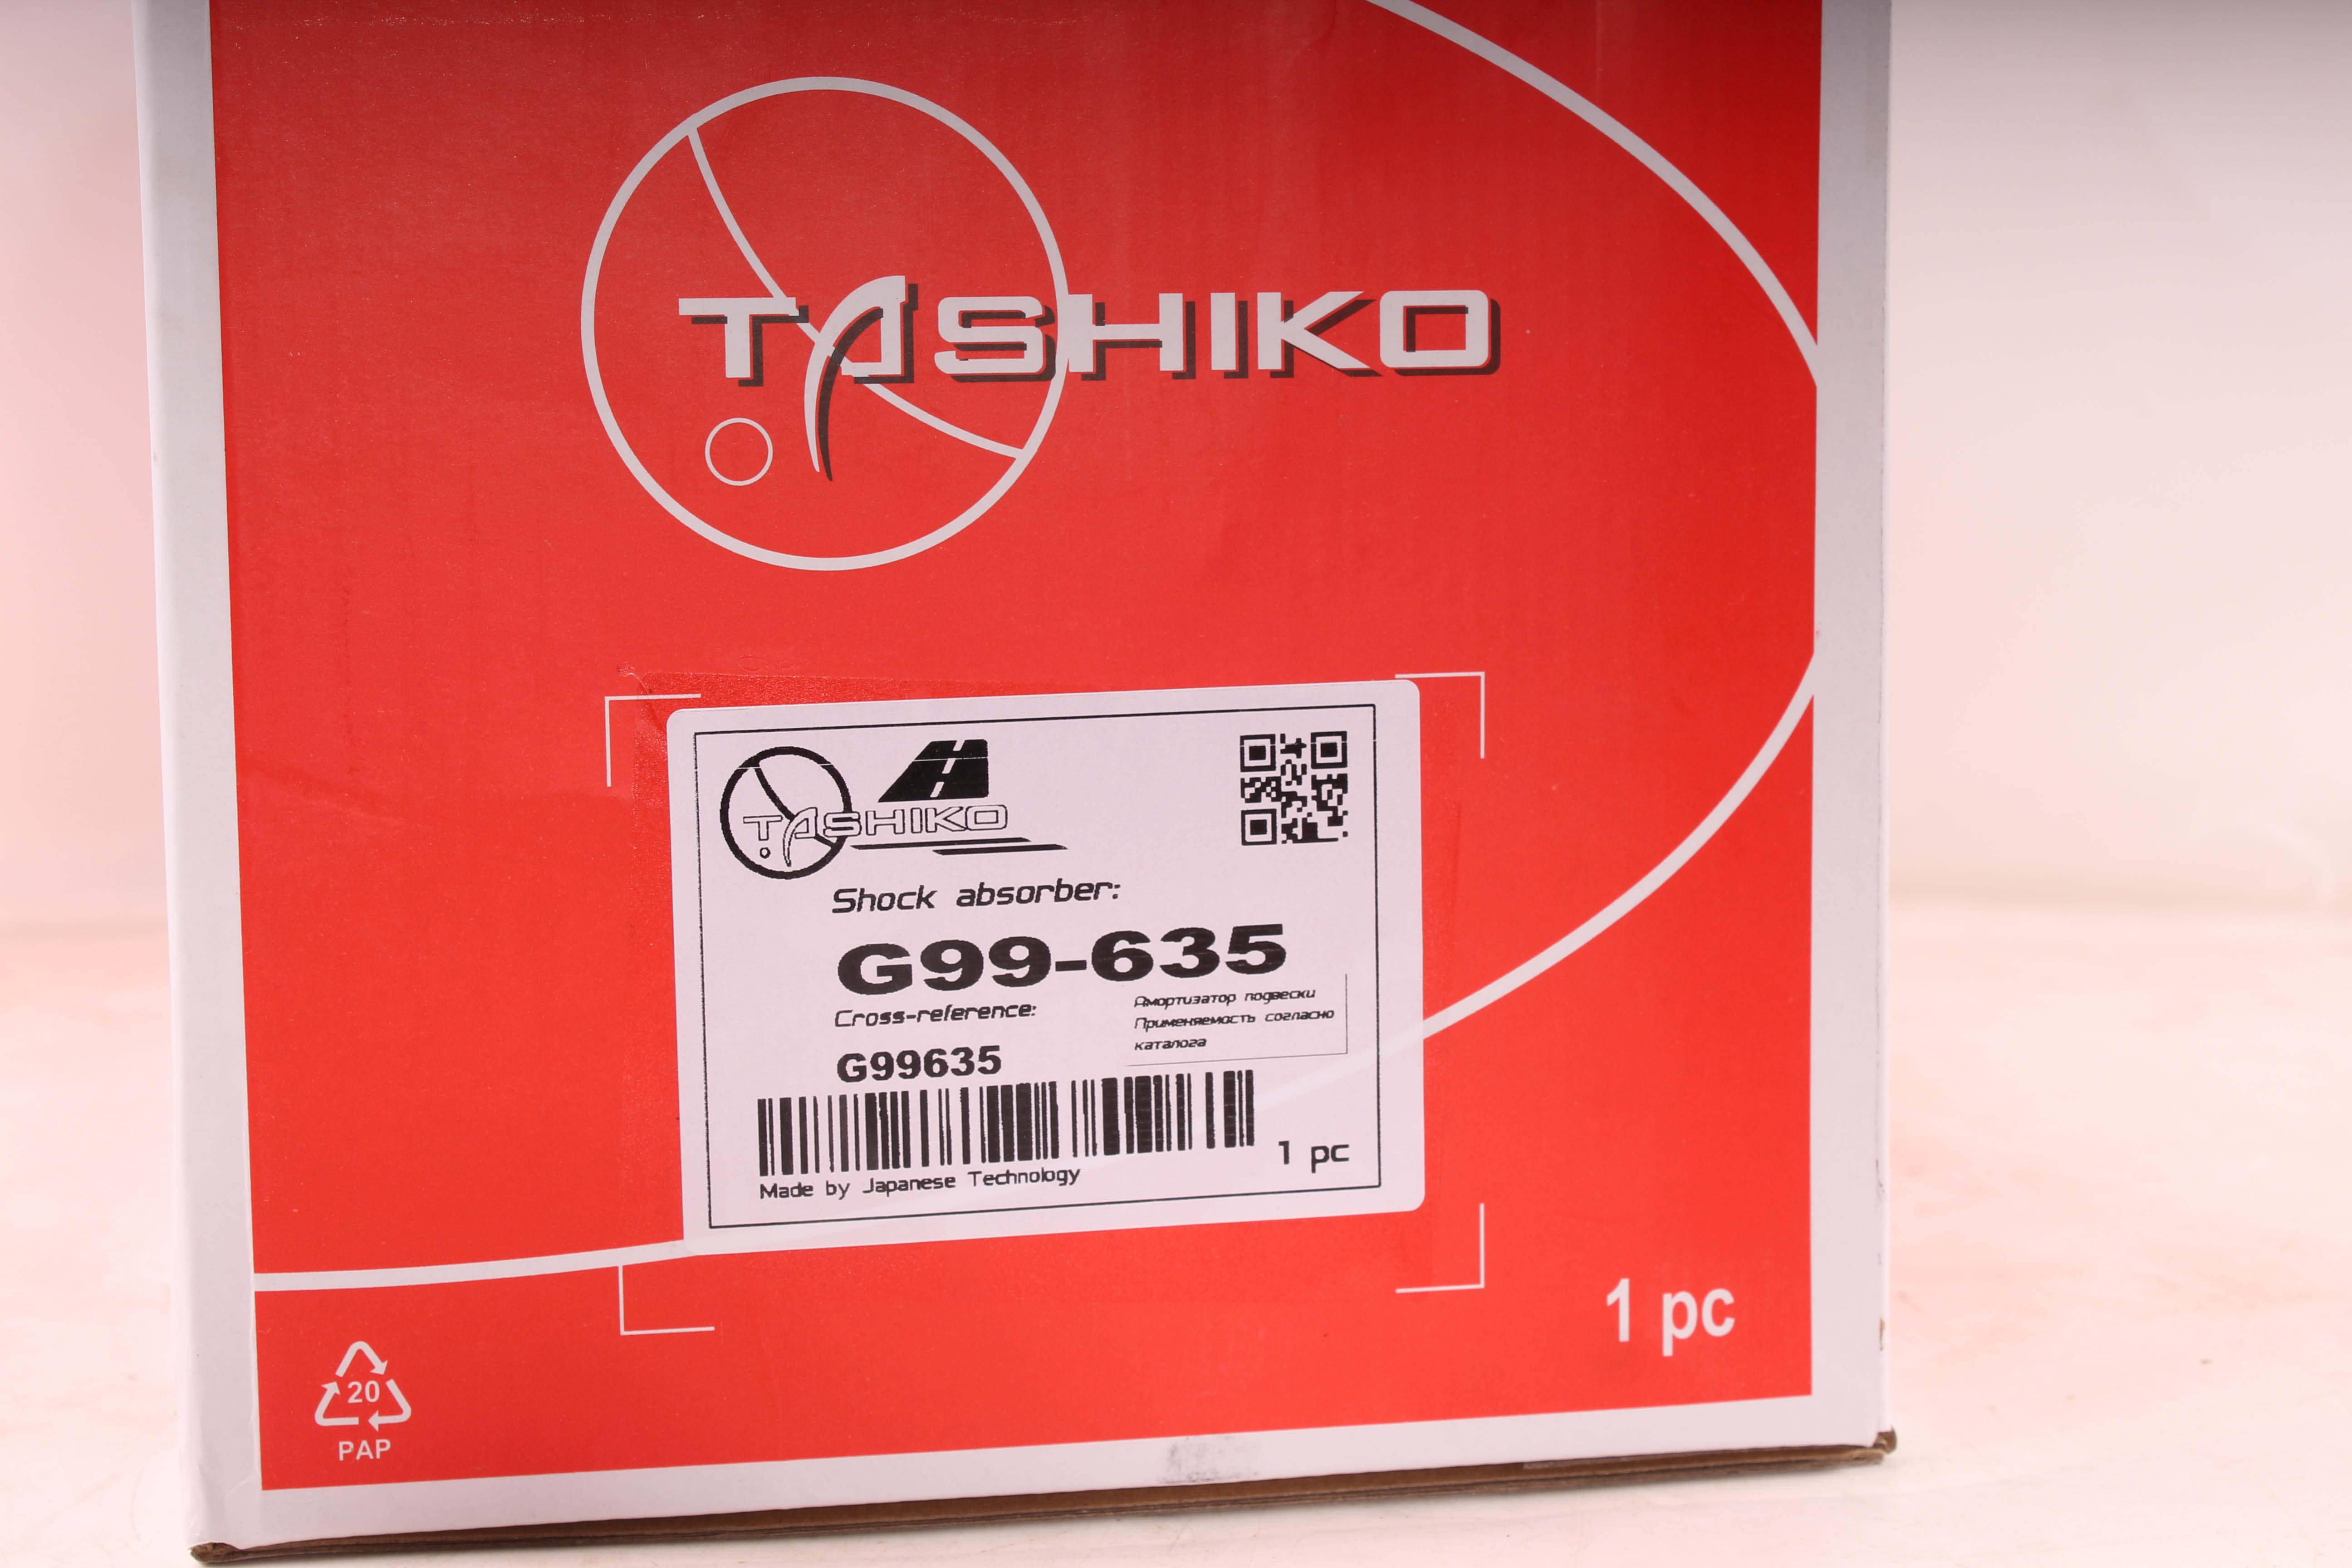 TASHIKO
TASHIKO
Shock absorber:
G99-635
Cross-reference:
Амортизатор подвески
Применяемость согласно
каталога
G99635
1 pc
Made by Japanese Technology
1 pc
20
PAP